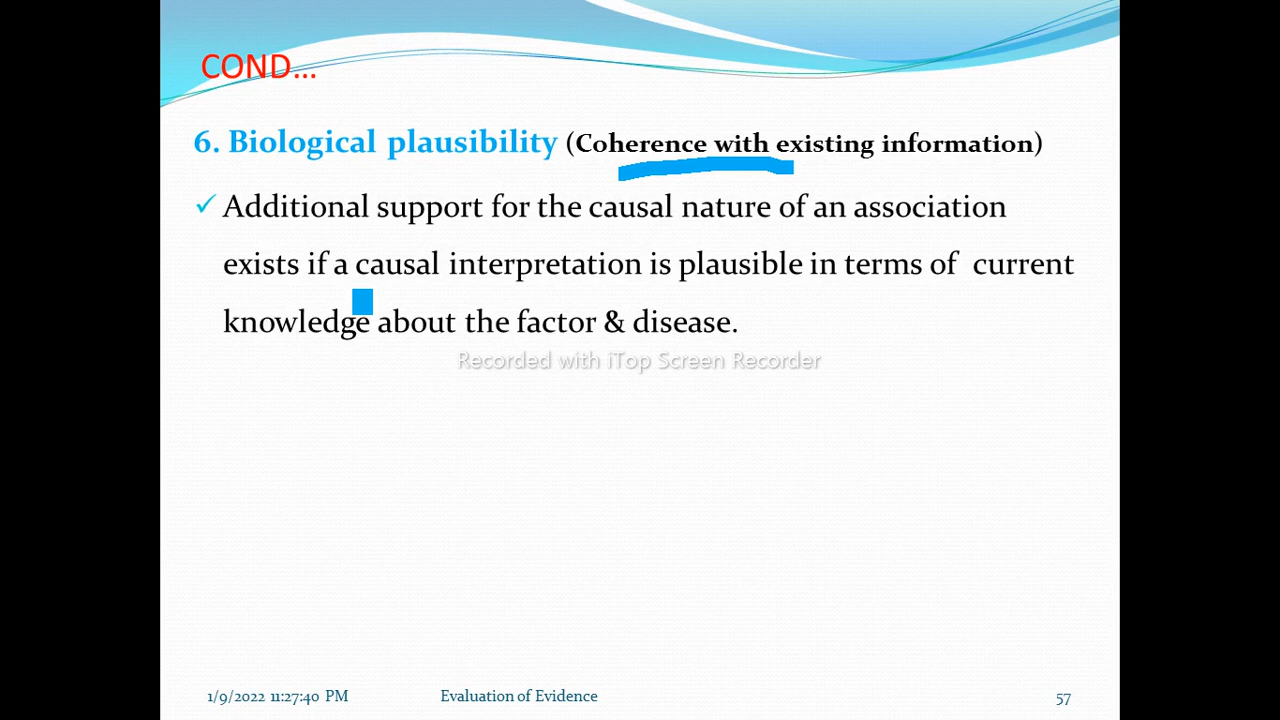 COND...
6. Biological plausibility (Coherence with existing information)
✓ Additional support for the causal nature of an association
exists if a causal interpretation is plausible in terms of current
knowledge about the factor & disease.
Recorded with iTop Screen Recorder
1/9/2022 11:27:40 PM Evaluation of Evidence 57